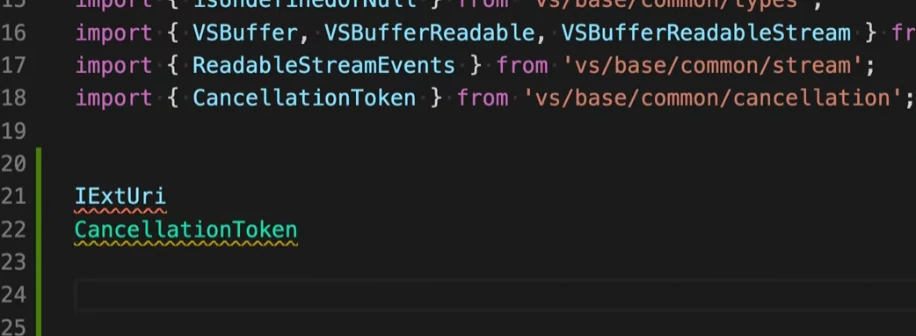 15 import { isUndefinedOrNull } from 'vs/base/common/types';
16 import { VSBuffer, VSBufferReadable, VSBufferReadableStream } fr
17 import { ReadableStreamEvents } from 'vs/base/common/stream';
18 import { CancellationToken } from 'vs/base/common/cancellation';
19
20
21 IExtUri
22 CancellationToken
23
24
25